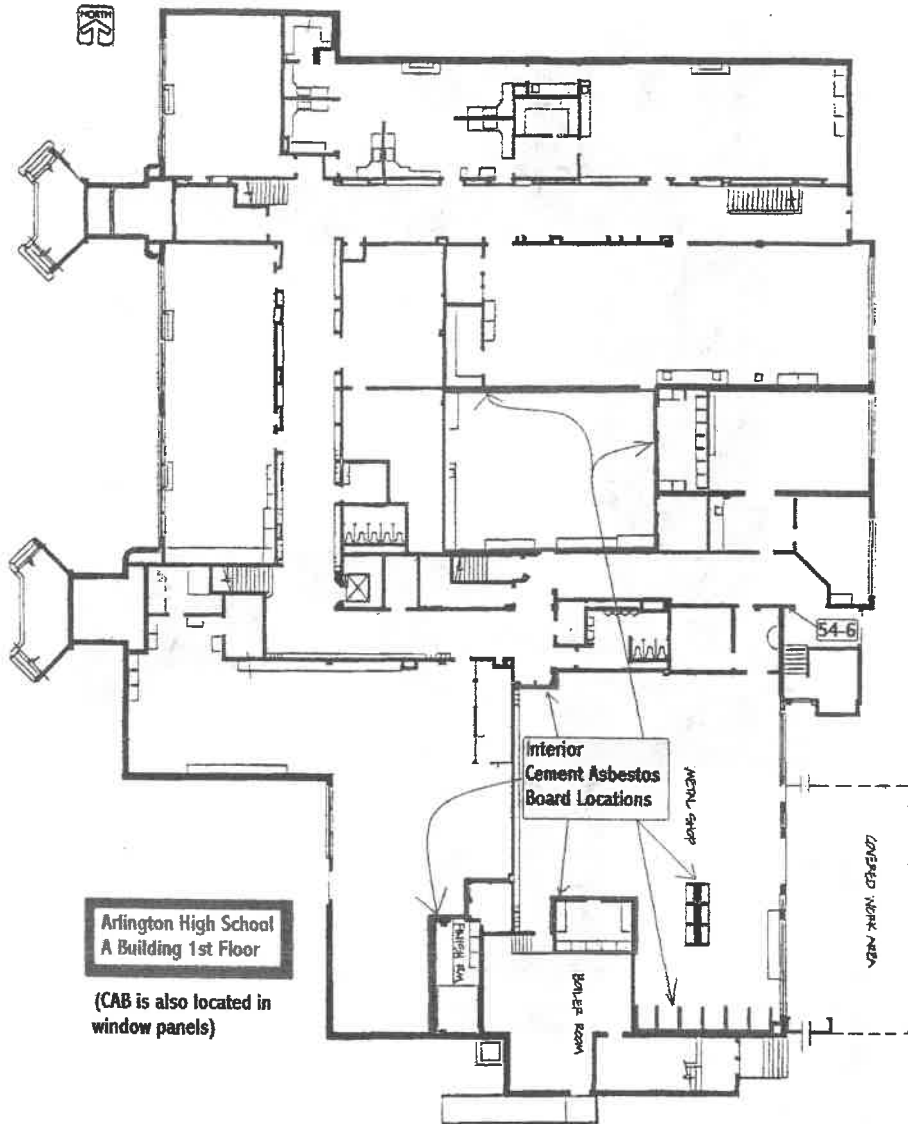 NORTH
54-6
Interior
Cement Asbestos
Board Locations
METAL SHOP
COVERED WORK AREA
Arlington High School
A Building 1st Floor
FINISH RM
BOILER ROOM
(CAB is also located in
window panels)